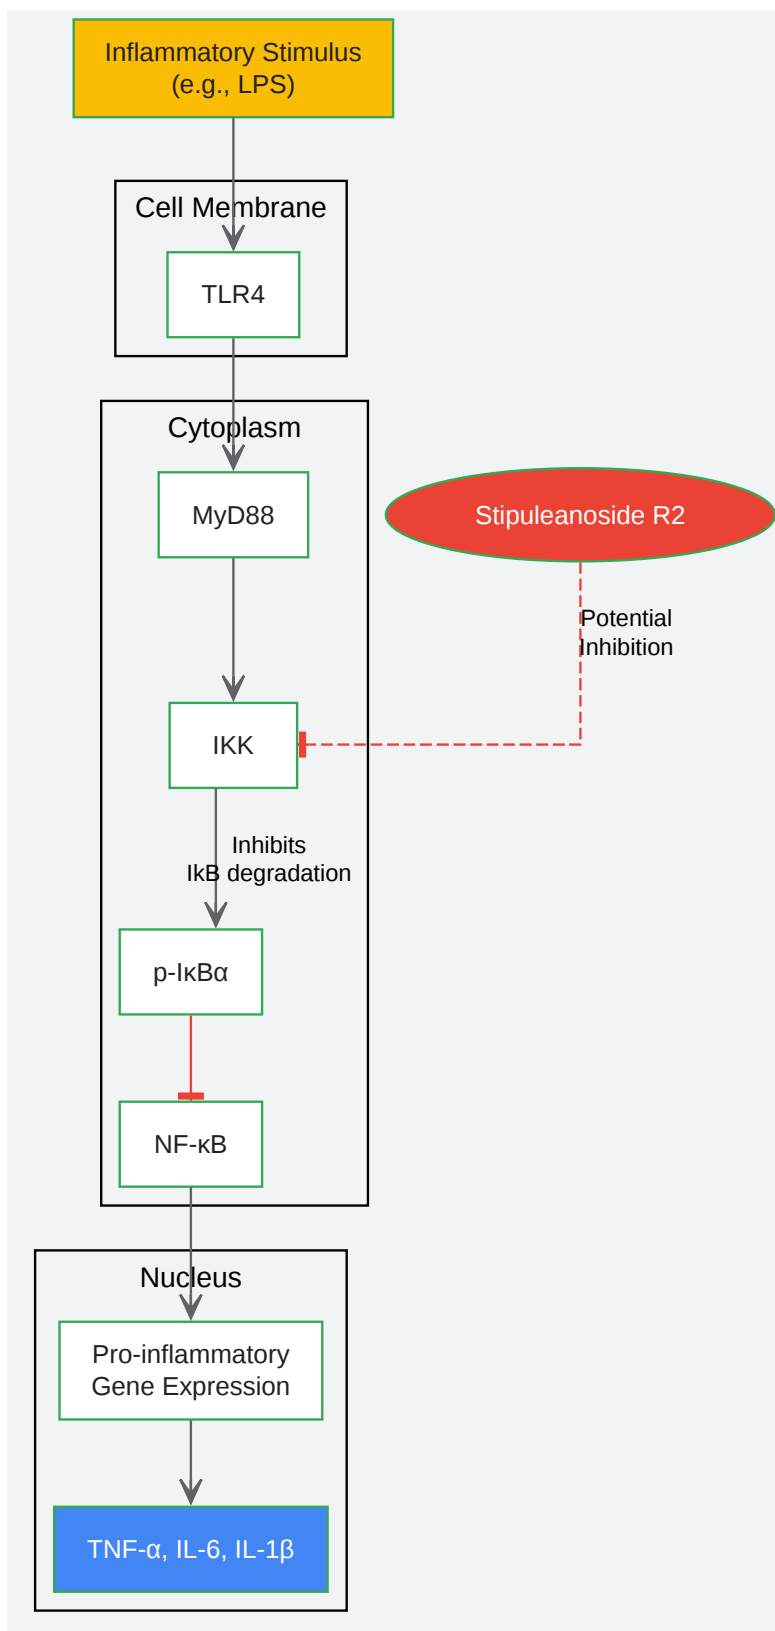 Inflammatory Stimulus
(e.g., LPS)
Cell Membrane
TLR4
Cytoplasm
MyD88
Stipuleanoside R2
Potential
Inhibition
IKK
Inhibits
IkB degradation
p-IκBα
NF-κB
Nucleus
Pro-inflammatory
Gene Expression
TNF-α, IL-6, IL-1β